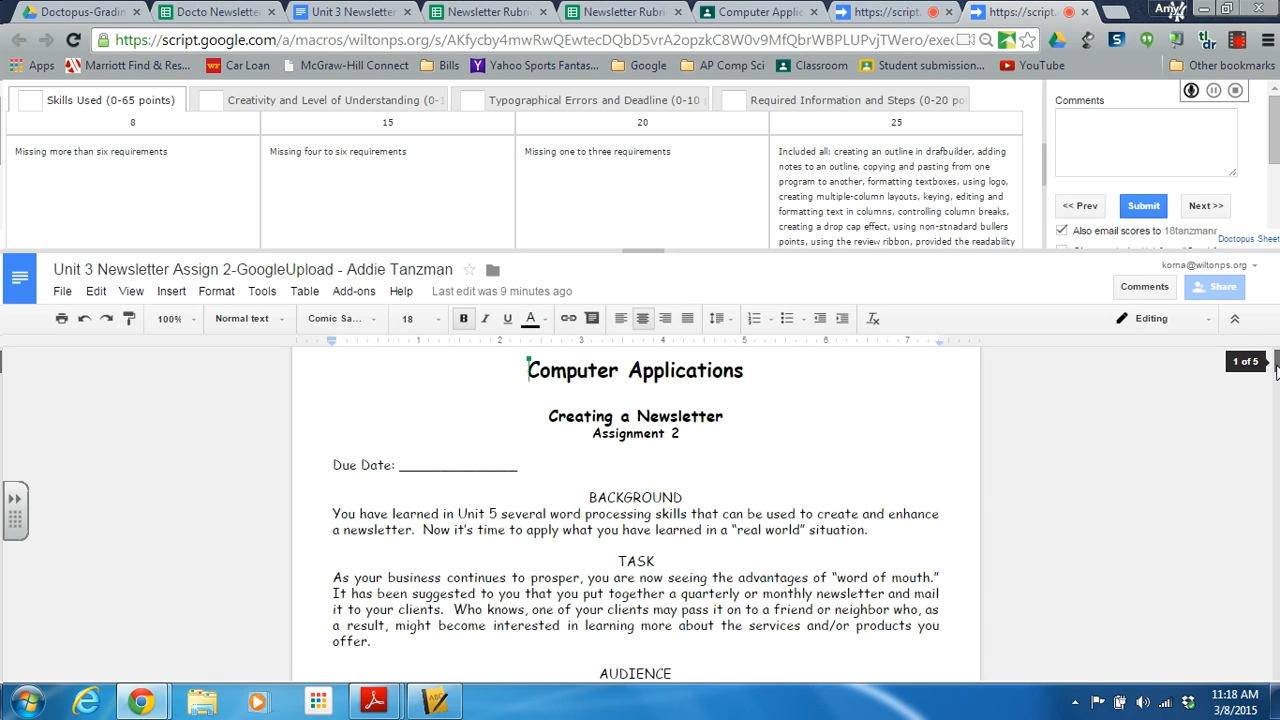 Doctopus-Gradin
Docto Newsletter
Unit 3 Newsletter
Newsletter Rubri
Newsletter Rubri
Computer Applic
https://script.
https://script.
Amy
https://script.google.com/a/macros/wiltonps.org/s/AKfycby4mwRwQEwtecDQbD5vrA2opzkC8W0v9MfQbrWBPLUPvjTWero/exec
Apps
Marriott Find & Res...
Car Loan
McGraw-Hill Connect
Bills
Yahoo Sports Fantas...
Google
AP Comp Sci
Classroom
Student submission...
YouTube
Other bookmarks
Skills Used (0-65 points)
Creativity and Level of Understanding (0-1
Typographical Errors and Deadline (0-10
Required Information and Steps (0-20 po
8
15
20
25
Missing more than six requirements
Missing four to six requirements
Missing one to three requirements
Included all: creating an outline in drafbuilder, adding
notes to an outline, copying and pasting from one
program to another, formatting textboxes, using logo,
creating multiple-column layouts, keying, editing and
formatting text in columns, controlling column breaks,
creating a drop cap effect, using non-stnadard bullers
points, using the review ribbon, provided the readability
Comments
<< Prev
Submit
Next >>
Also email scores to 18tanzmanr
Doctopus Sheet
Unit 3 Newsletter Assign 2-GoogleUpload - Addie Tanzman
korna@wiltonps.org
File Edit View Insert Format Tools Table Add-ons Help Last edit was 9 minutes ago
Comments
Share
100% Normal text Comic Sa... 18 B I U A
Editing
1 2 3 4 5 6 7
1 of 5
Computer Applications
Creating a Newsletter
Assignment 2
Due Date: _________________
BACKGROUND
You have learned in Unit 5 several word processing skills that can be used to create and enhance
a newsletter. Now it's time to apply what you have learned in a “real world” situation.
TASK
As your business continues to prosper, you are now seeing the advantages of “word of mouth.”
It has been suggested to you that you put together a quarterly or monthly newsletter and mail
it to your clients. Who knows, one of your clients may pass it on to a friend or neighbor who, as
a result, might become interested in learning more about the services and/or products you
offer.
AUDIENCE
11:18 AM
3/8/2015